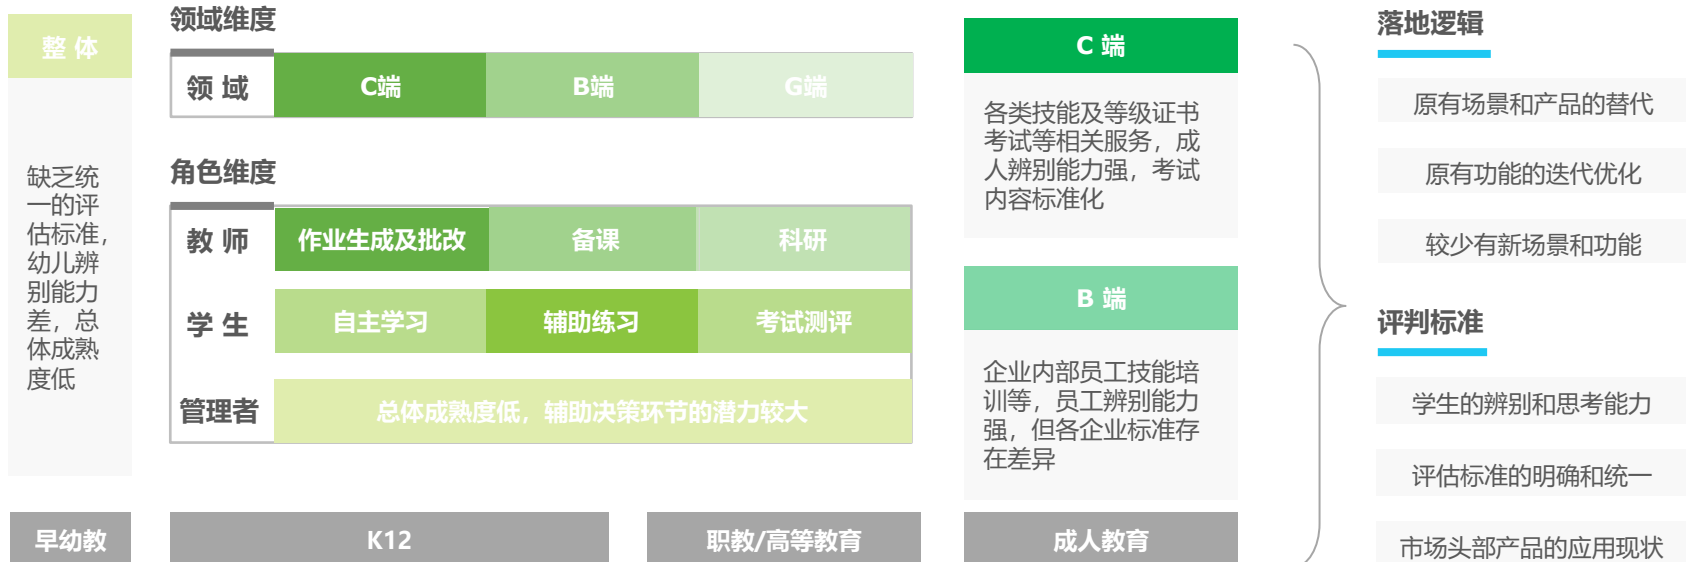 整 体
缺乏统
一的评
估标准，
幼儿辨
别能力
差，总
体成熟
度低
早幼教
领域维度
领 域
C端
B端
G端
角色维度
教 师
作业生成及批改
备课
科研
学 生
自主学习
辅助练习
考试测评
管理者
总体成熟度低，辅助决策环节的潜力较大
K12
职教/高等教育
C 端
各类技能及等级证书
考试等相关服务，成
人辨别能力强，考试
内容标准化
B 端
企业内部员工技能培
训等，员工辨别能力
强，但各企业标准存
在差异
成人教育
落地逻辑
原有场景和产品的替代
原有功能的迭代优化
较少有新场景和功能
评判标准
学生的辨别和思考能力
评估标准的明确和统一
市场头部产品的应用现状